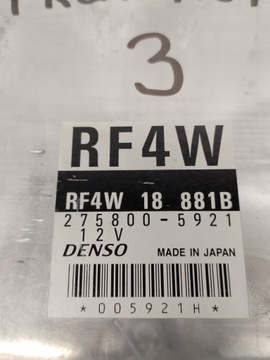 3
RF4W
RF4W 18 881B
275800-5921
12V
DENSO MADE IN JAPAN
*005921H*